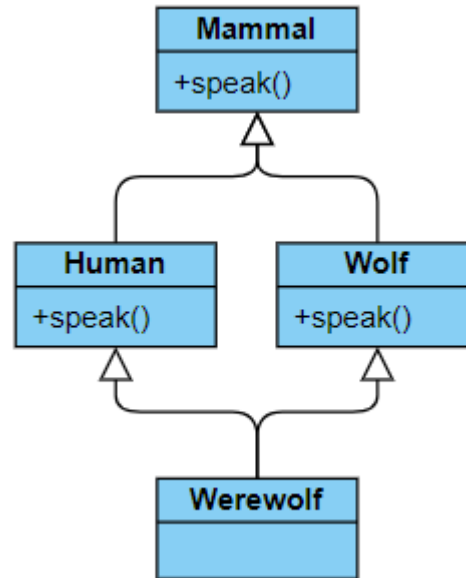 Mammal
+speak()
Human
+speak()
Wolf
+speak()
Werewolf